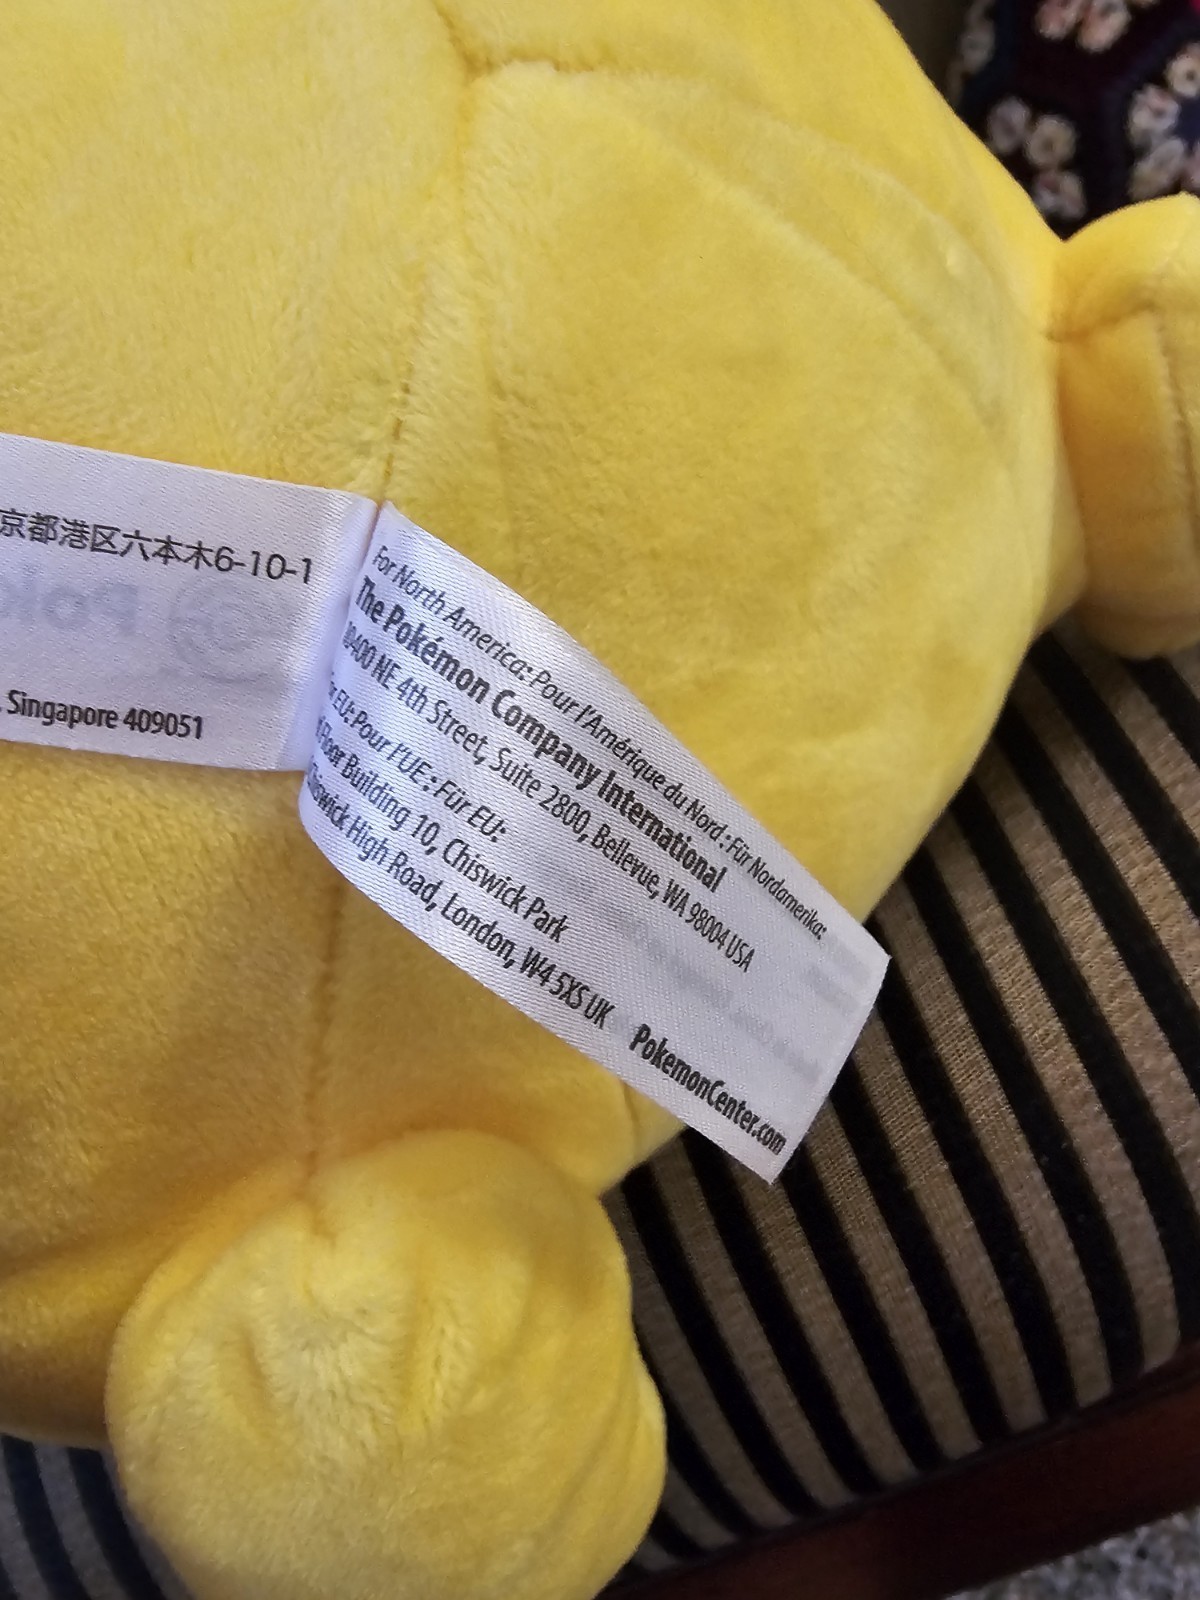 京都港区六本木6-10-1
, Singapore 409051
For North America: Pour l'Amérique du Nord : Für Nordamerika:
The Pokémon Company International
10400 NE 4th Street, Suite 2800, Bellevue, WA 98004 USA
For EU: Pour l'UE : Für EU:
Floor Building 10, Chiswick Park
Chiswick High Road, London, W4 5XS UK
PokemonCenter.com